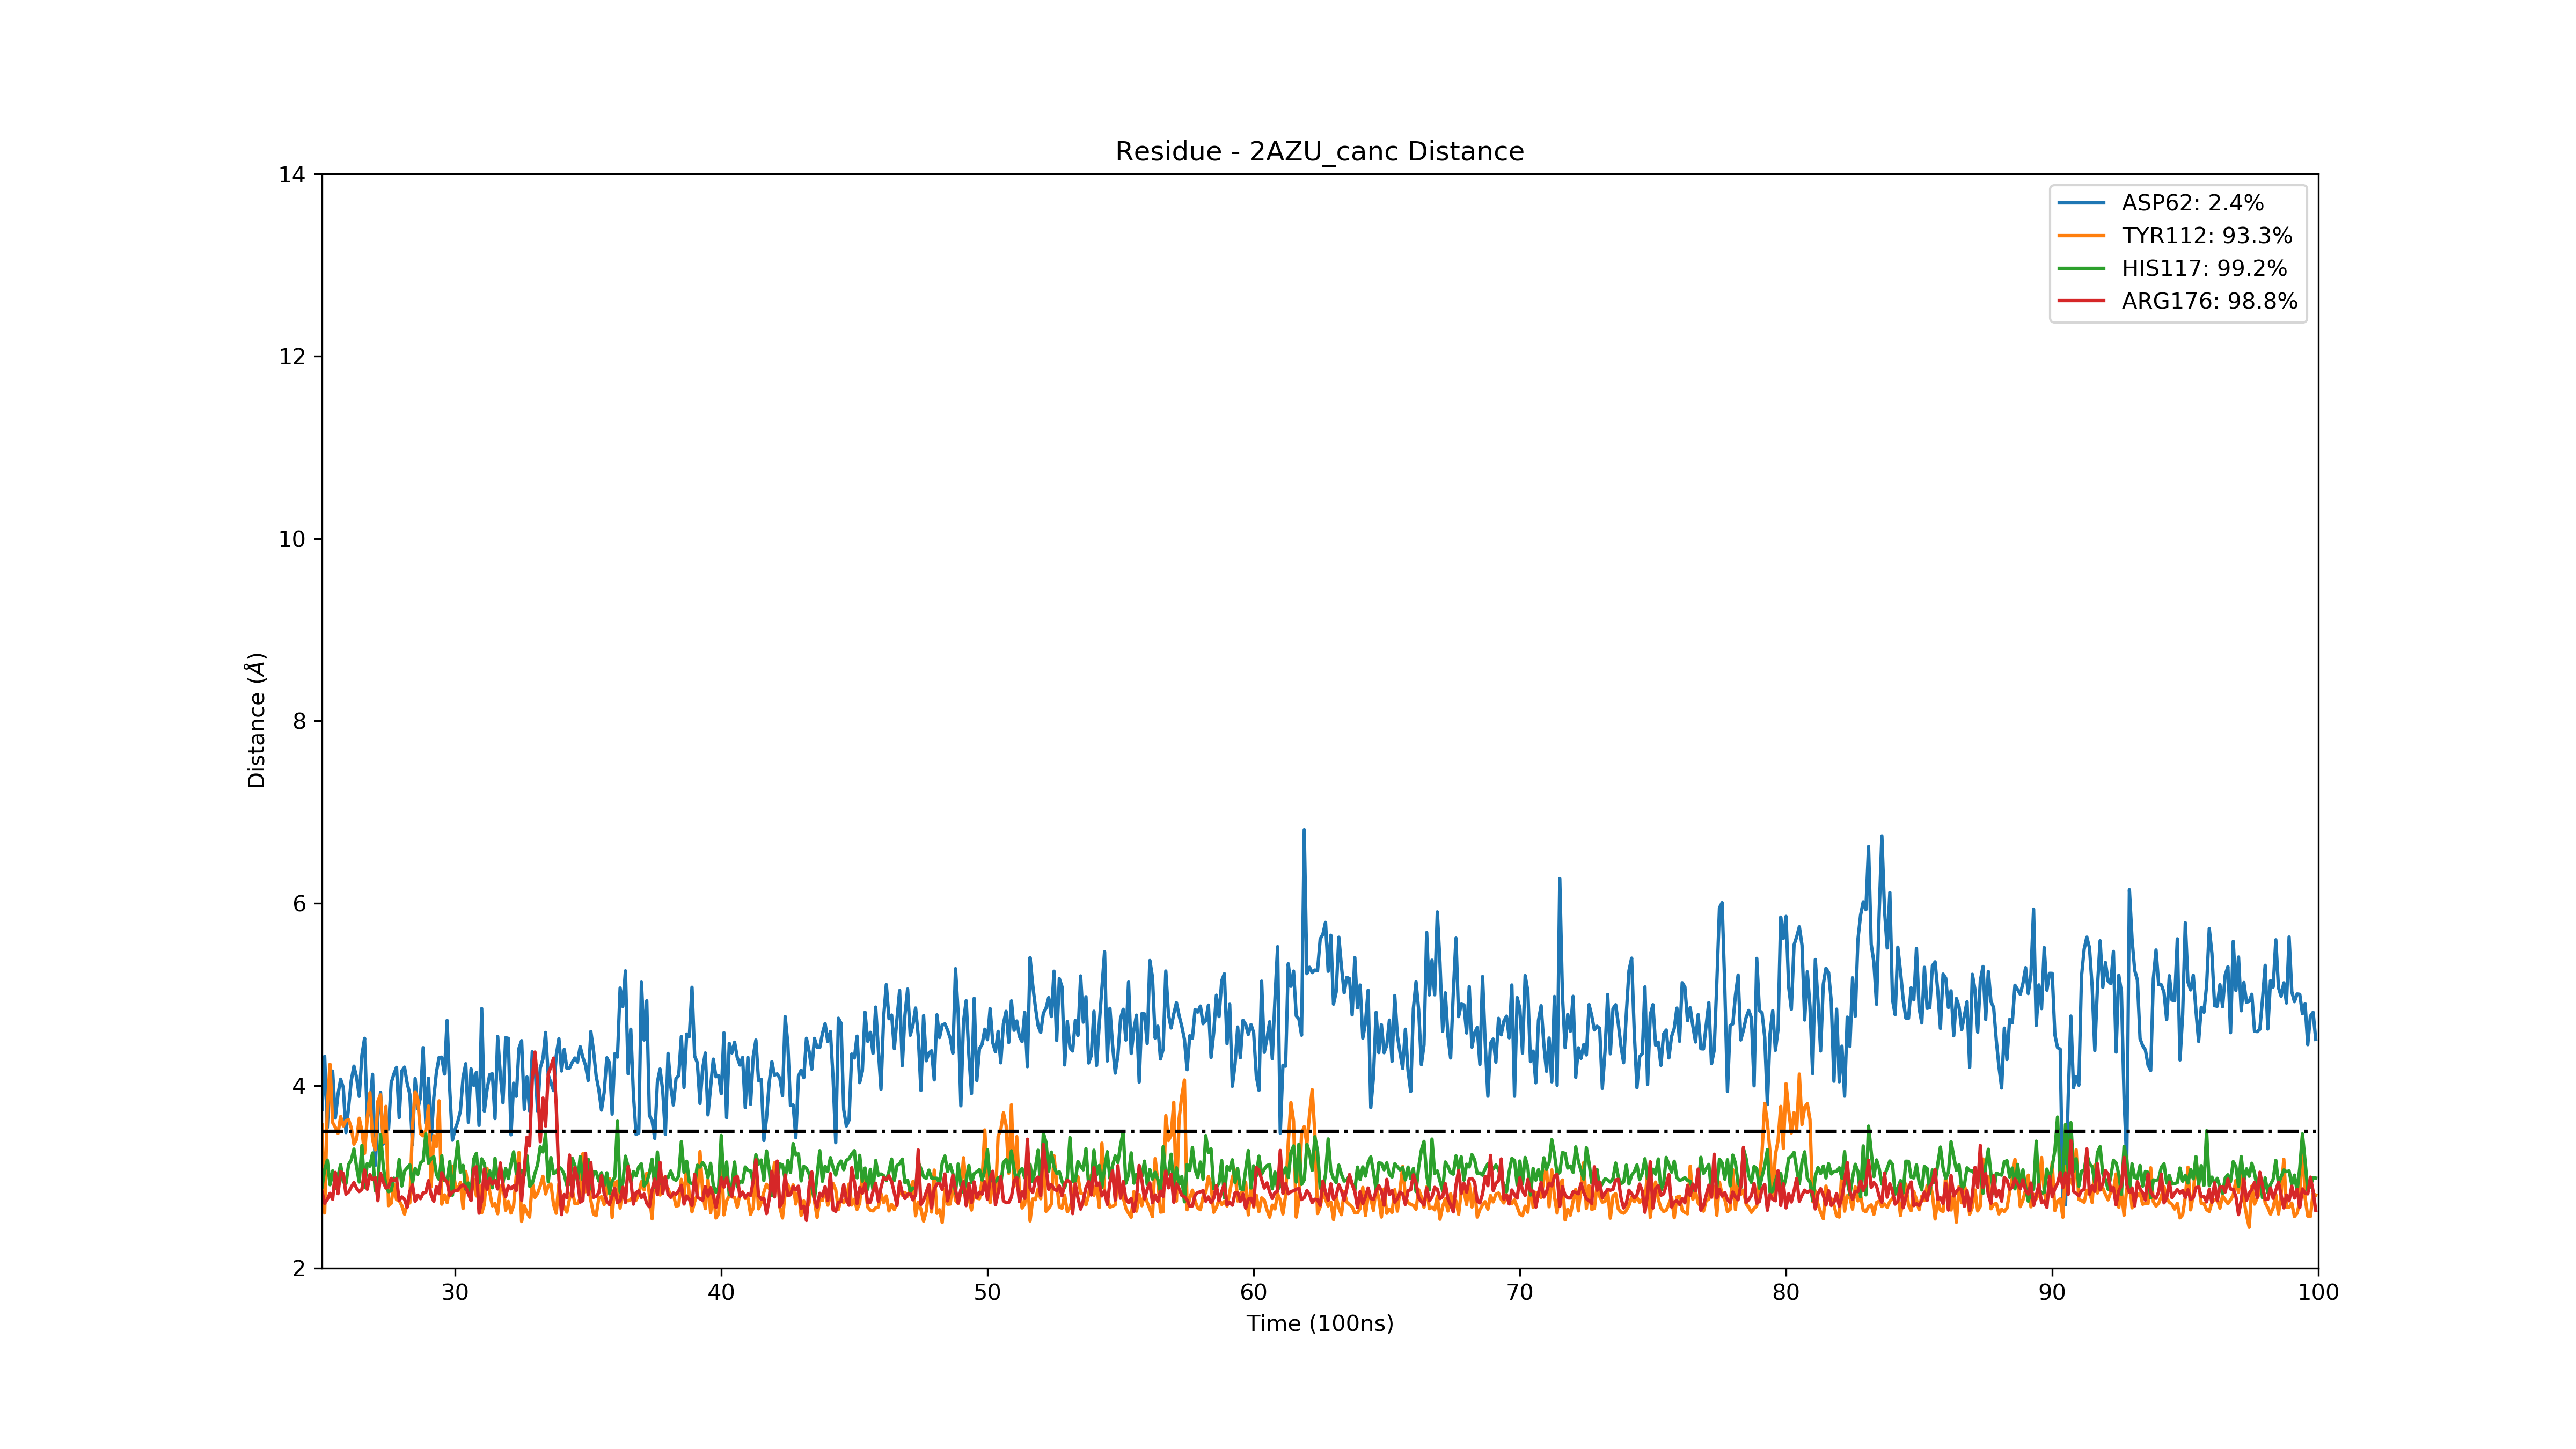 Residue - 2AZU_canc Distance
14
12
10
8
6
4
2
Distance (Å)
ASP62: 2.4%
TYR112: 93.3%
HIS117: 99.2%
ARG176: 98.8%
30 40 50 60 70 80 90 100
Time (100ns)